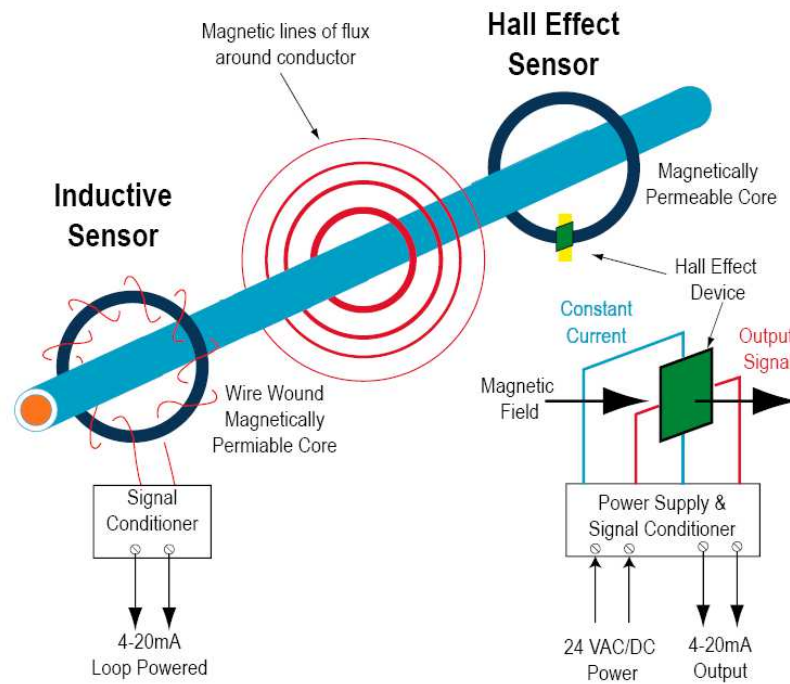 Magnetic lines of flux
around conductor
Hall Effect
Sensor
Magnetically
Permeable Core
Inductive
Sensor
Hall Effect
Device
Constant
Current
Output
Signal
Magnetic
Field
Wire Wound
Magnetically
Permiable Core
Signal
Conditioner
Power Supply &
Signal Conditioner
4-20mA
Loop Powered
24 VAC/DC
Power
4-20mA
Output